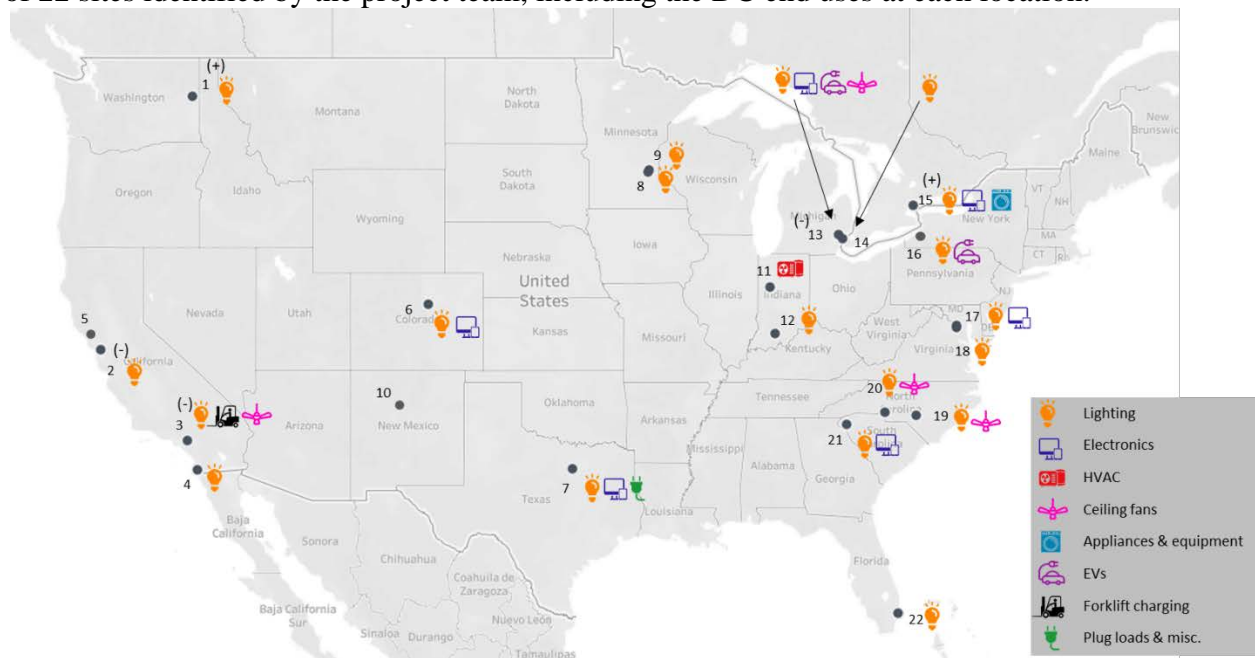 of 22 sites identified by the project team, including the DC end uses at each location.
(+)
1
Washington
Montana
North Dakota
Minnesota
9
8
Wisconsin
Michigan
(-)
13
14
(+)
15
New York
VT
NH
MA
CT
RI
Maine
New Brunswick
Oregon
Idaho
Wyoming
South Dakota
Iowa
Nebraska
16
Pennsylvania
NJ
5
Nevada
Utah
6
Colorado
United States
Kansas
Missouri
Illinois
11
Indiana
Ohio
12
Kentucky
West Virginia
MD
DE
17
Virginia
18
(-)
2
California
(-)
3
4
Arizona
10
New Mexico
Oklahoma
Arkansas
Tennessee
20
North Carolina
19
21
South Carolina
Mississippi
Alabama
Georgia
7
Texas
Louisiana
Florida
22
Baja California
Sonora
Chihuahua
Coahuila de Zaragoza
Baja California Sur
Sinaloa
Durango
Nuevo León
Tamaulipas
Lighting
Electronics
HVAC
Ceiling fans
Appliances & equipment
EVs
Forklift charging
Plug loads & misc.